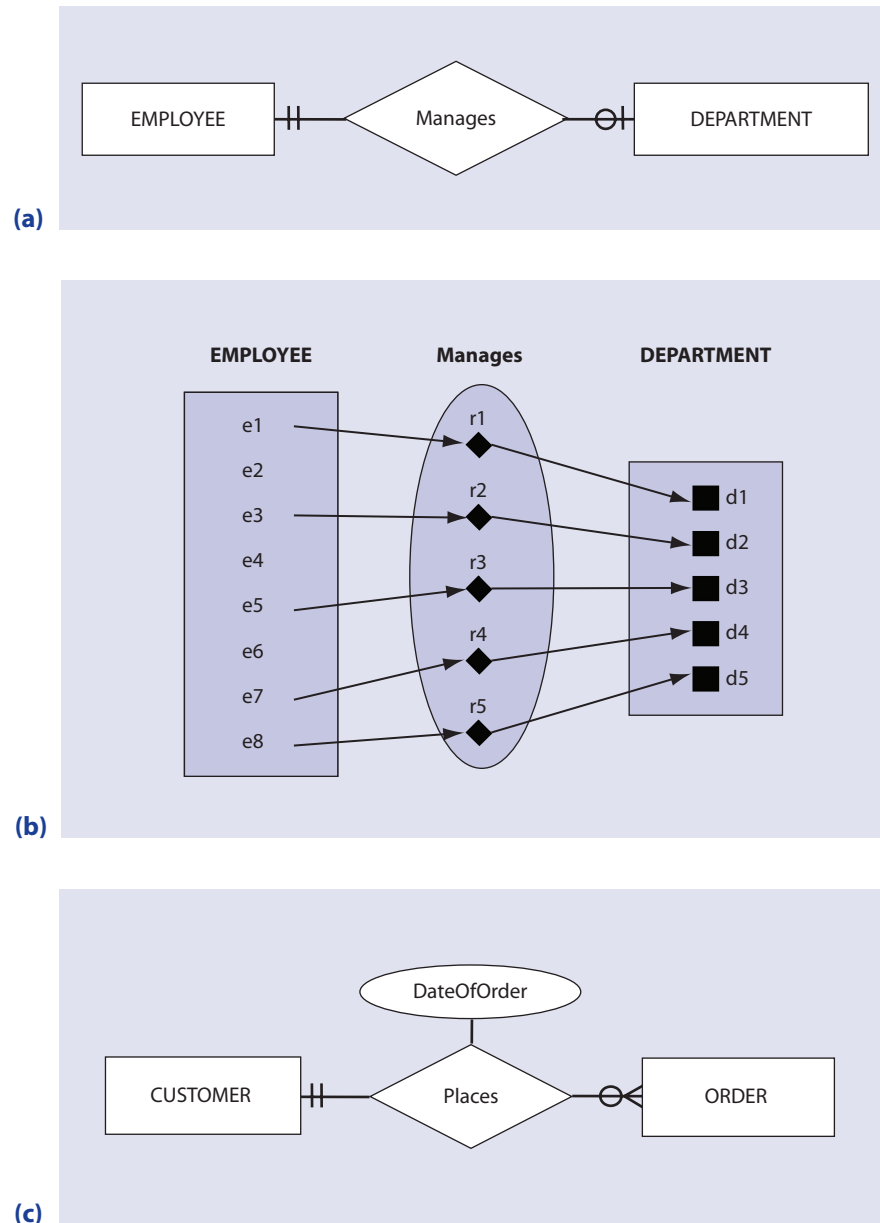 EMPLOYEE Manages DEPARTMENT
(a)
EMPLOYEE Manages DEPARTMENT
e1
e2
e3
e4
e5
e6
e7
e8
r1
r2
r3
r4
r5
d1
d2
d3
d4
d5
(b)
DateOfOrder
CUSTOMER Places ORDER
(c)